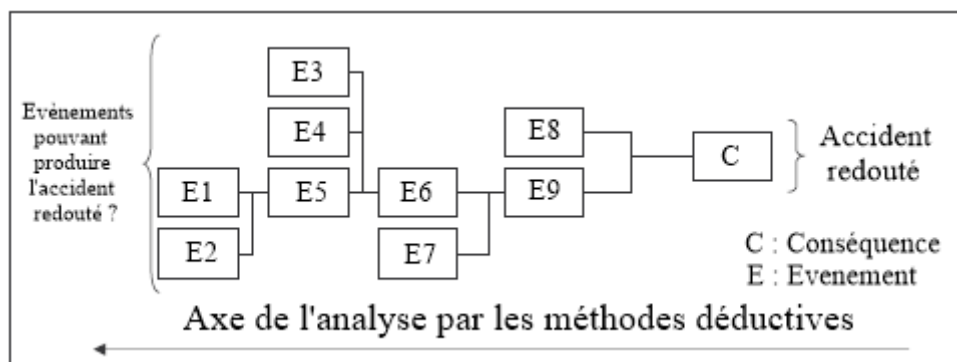 Evénements
pouvant
produire
l'accident
redouté ?
E3
E4
E1
E5
E2
E6
E7
E8
E9
C
Accident
redouté
C : Conséquence
E : Evenement
Axe de l'analyse par les méthodes déductives